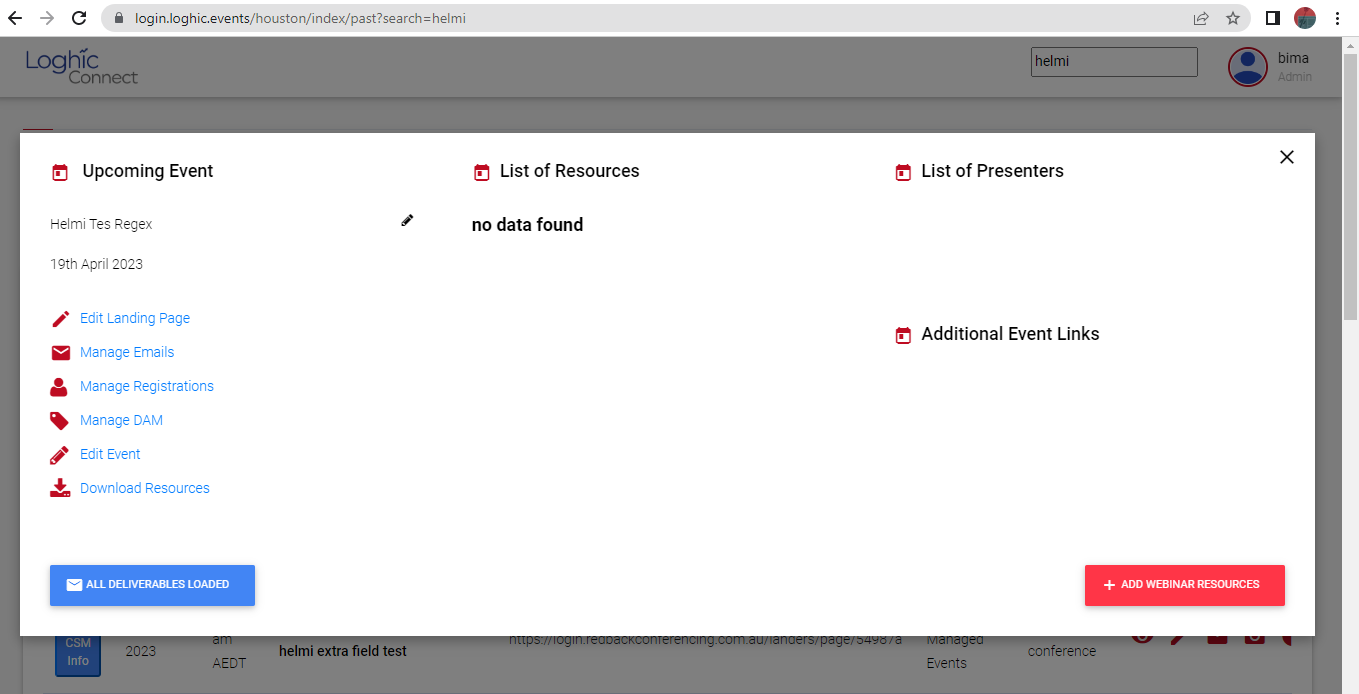 login.loghic.events/houston/index/past?search=helmi
Loghic
Connect
helmi
bima
Admin
Upcoming Event
List of Resources
List of Presenters
Helmi Tes Regex
no data found
19th April 2023
Edit Landing Page
Additional Event Links
Manage Emails
Manage Registrations
Manage DAM
Edit Event
Download Resources
ALL DELIVERABLES LOADED
+ ADD WEBINAR RESOURCES
CSM
Info
2023
am
AEDT
helmi extra field test
https://login.redbackconferencing.com.au/landers/page/54987a
Managed
Events
conference